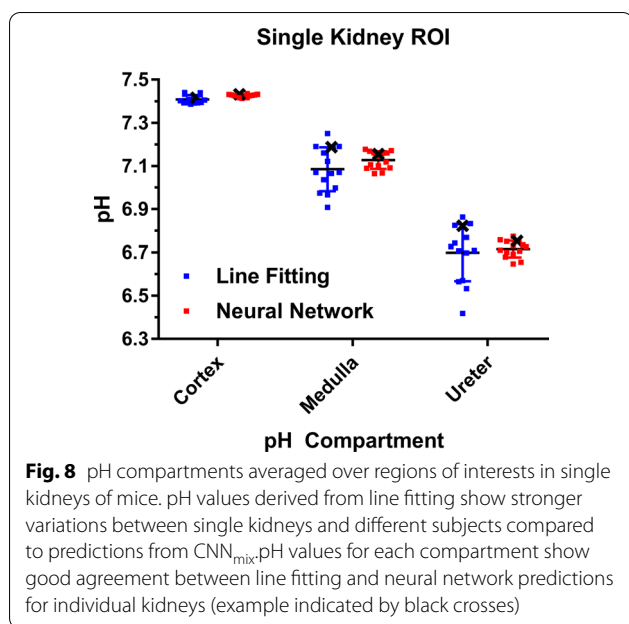 Single Kidney ROI
7.5
7.3
7.1
6.9
6.7
6.5
6.3
pH
Line Fitting
Neural Network
Cortex
Medulla
Ureter
pH Compartment
Fig. 8 pH compartments averaged over regions of interests in single
kidneys of mice. pH values derived from line fitting show stronger
variations between single kidneys and different subjects compared
to predictions from CNNmix.pH values for each compartment show
good agreement between line fitting and neural network predictions
for individual kidneys (example indicated by black crosses)